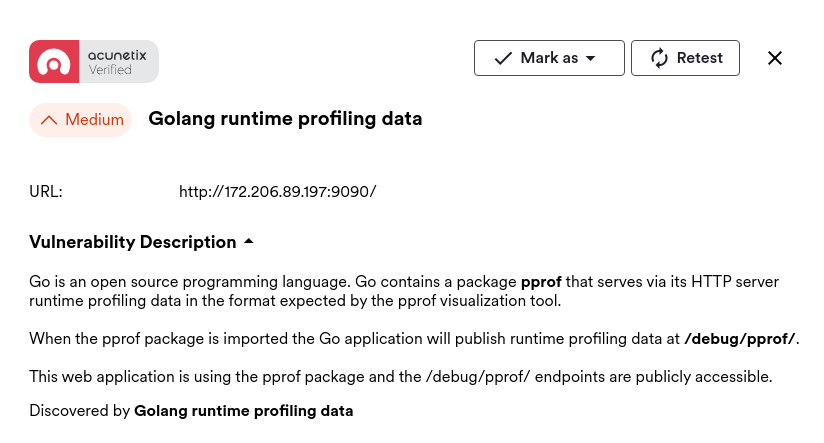 acunetix
Verified
Mark as
Retest
Medium
Golang runtime profiling data
URL: http://172.206.89.197:9090/
Vulnerability Description
Go is an open source programming language. Go contains a package pprof that serves via its HTTP server
runtime profiling data in the format expected by the pprof visualization tool.
When the pprof package is imported the Go application will publish runtime profiling data at /debug/pprof/.
This web application is using the pprof package and the /debug/pprof/ endpoints are publicly accessible.
Discovered by Golang runtime profiling data